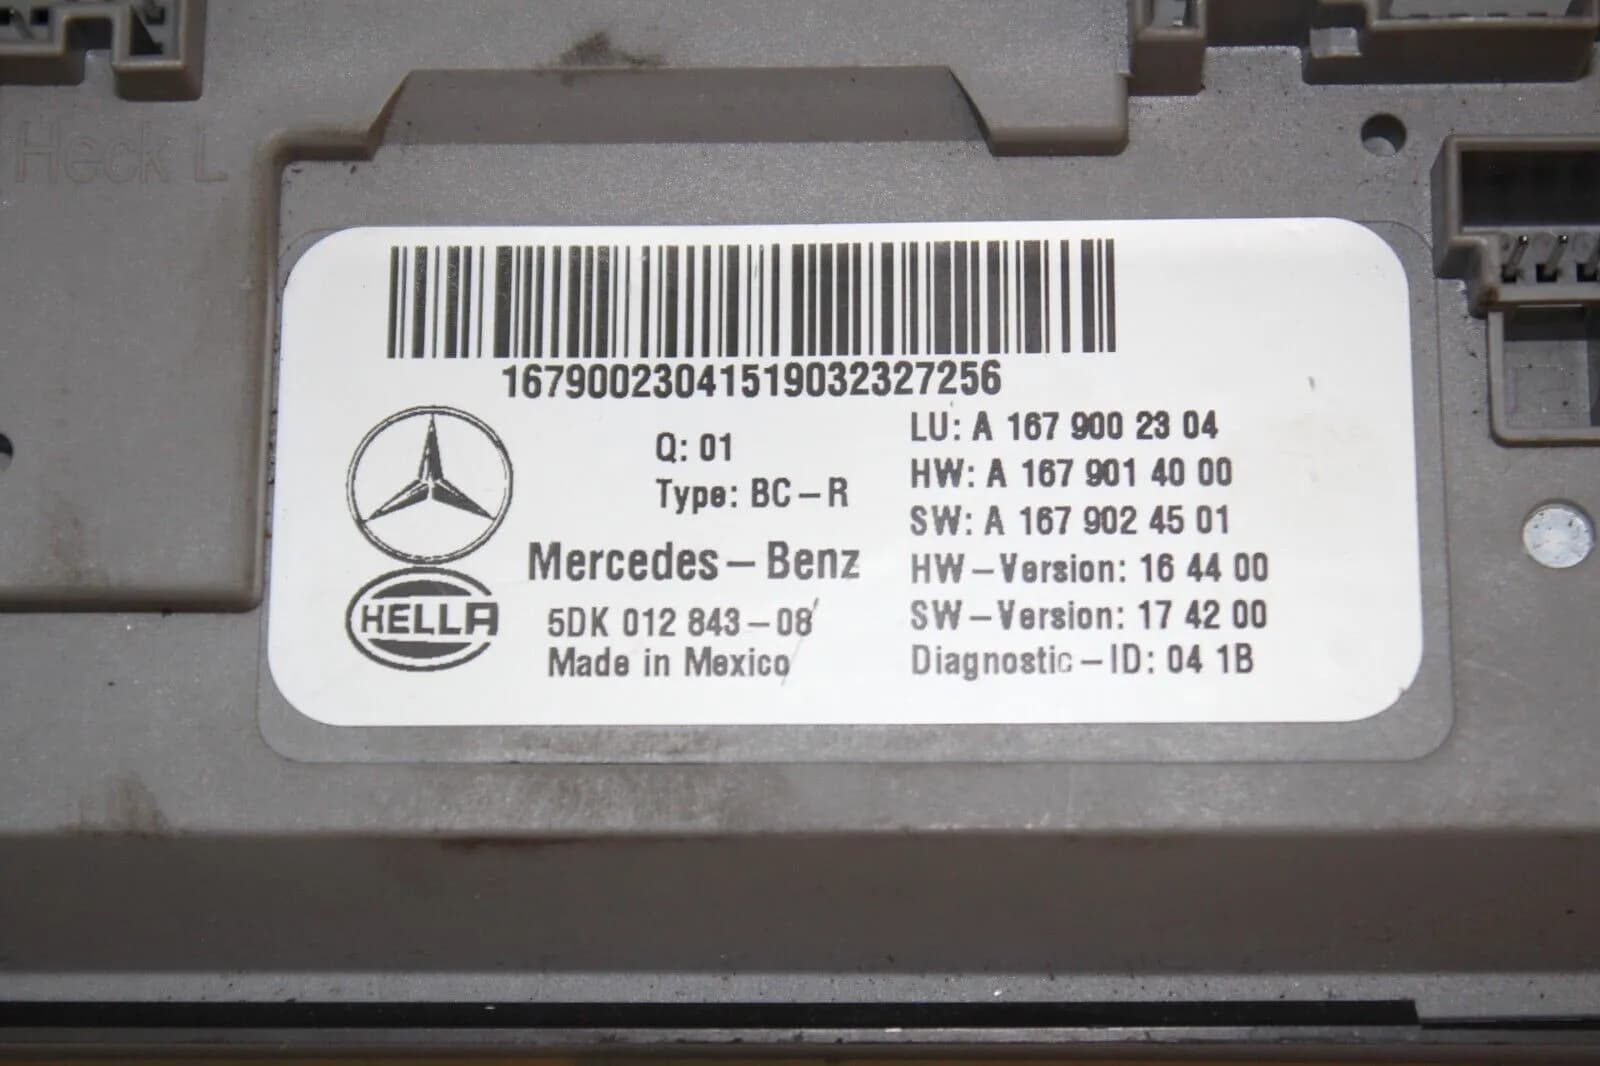 Heck L
1679002304151903232​7256
Q: 01
Type: BC-R
Mercedes-Benz
HELLA
5DK 012 843-08
Made in Mexico
LU: A 167 900 23 04
HW: A 167 901 40 00
SW: A 167 902 45 01
HW-Version: 16 44 00
SW-Version: 17 42 00
Diagnostic-ID: 04 1B